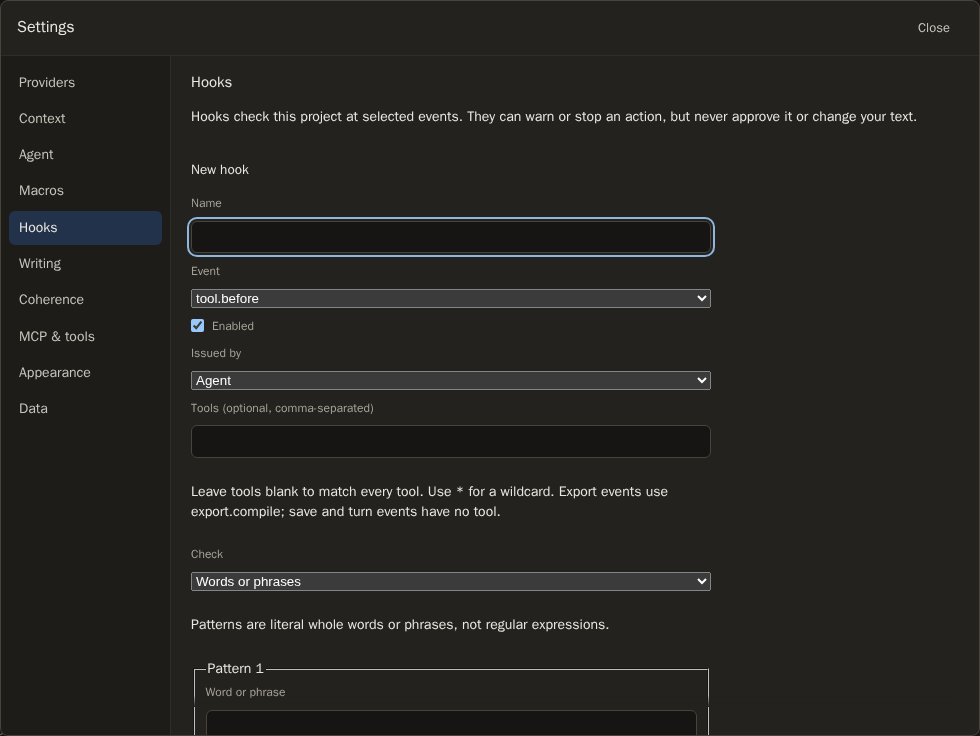 Settings
Close
Providers
Context
Agent
Macros
Hooks
Writing
Coherence
MCP & tools
Appearance
Data
Hooks
Hooks check this project at selected events. They can warn or stop an action, but never approve it or change your text.
New hook
Name
Event
tool.before
Enabled
Issued by
Agent
Tools (optional, comma-separated)
Leave tools blank to match every tool. Use * for a wildcard. Export events use
export.compile; save and turn events have no tool.
Check
Words or phrases
Patterns are literal whole words or phrases, not regular expressions.
Pattern 1
Word or phrase